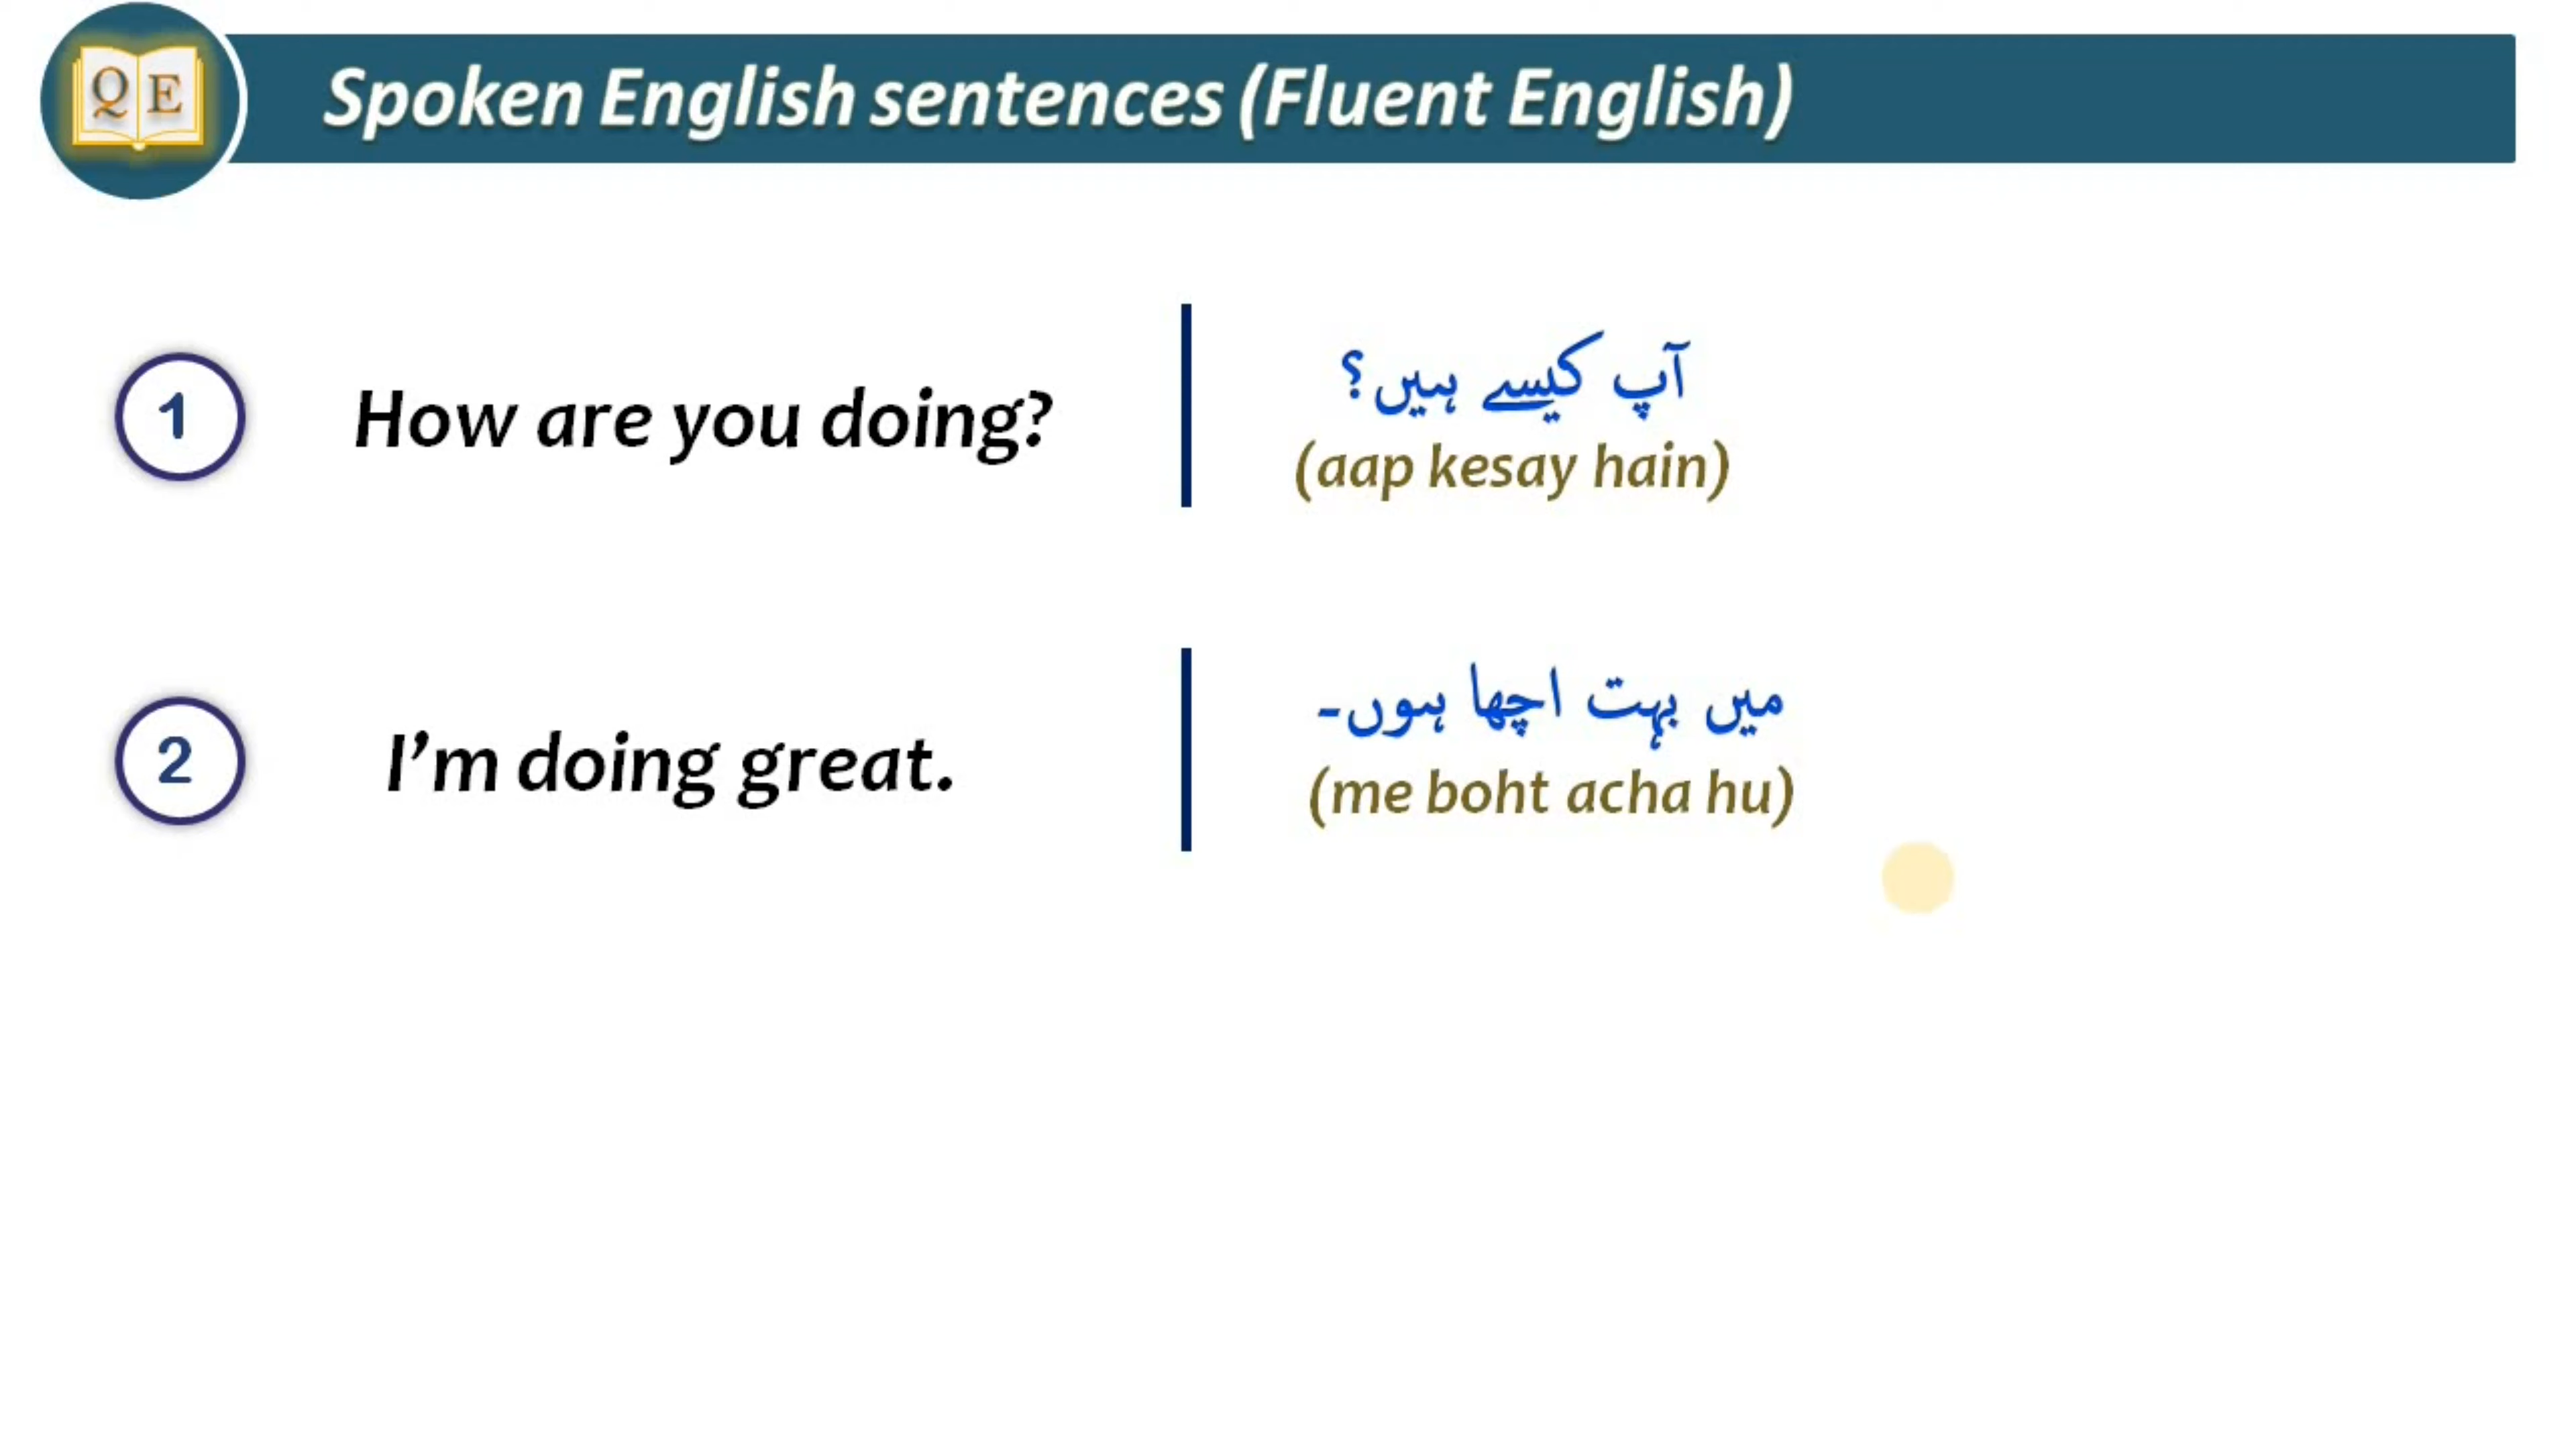 Q E
Spoken English sentences (Fluent English)
1
How are you doing?
آپ کیسے ہیں؟
(aap kesay hain)
2
I’m doing great.
میں بہت اچھا ہوں۔
(me boht acha hu)